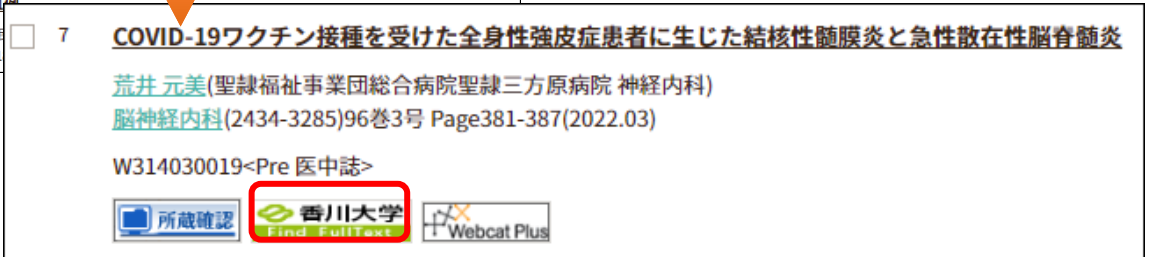 7 COVID-19ワクチン接種を受けた全身性強皮症患者に生じた結核性髄膜炎と急性散在性脳脊髄炎
荒井 元美(聖隷福祉事業団総合病院聖隷三方原病院 神経内科)
脳神経内科(2434-3285)96巻3号 Page381-387(2022.03)
W314030019<Pre 医中誌>
所蔵確認 香川大学 Webcat Plus
Find FullText